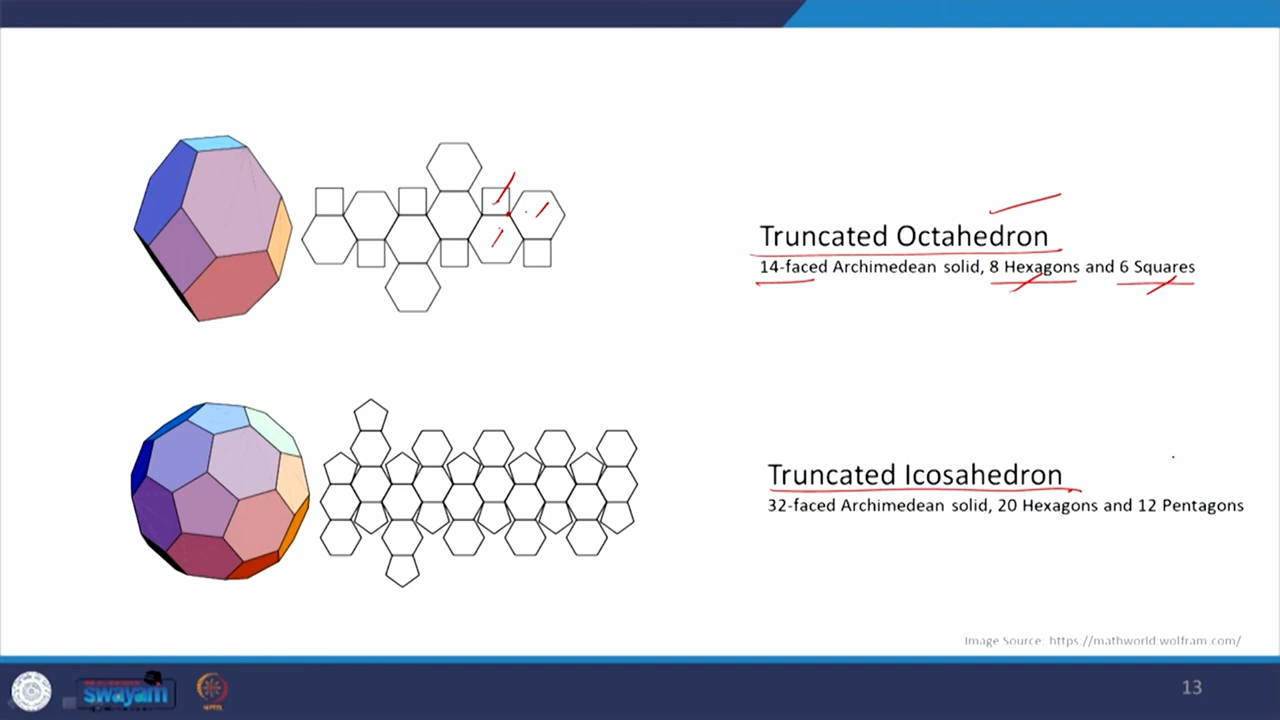 Truncated Octahedron
14-faced Archimedean solid, 8 Hexagons and 6 Squares
Truncated Icosahedron
32-faced Archimedean solid, 20 Hexagons and 12 Pentagons
Image Source: https://mathworld.wolfram.com/
swayam
13